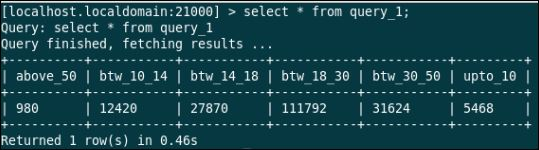 [localhost.localdomain:21000] > select * from query_1;
Query: select * from query_1
Query finished, fetching results ...
+----------+-----------+-----------+-----------+-----------+---------+
| above_50 | btw_10_14 | btw_14_18 | btw_18_30 | btw_30_50 | upto_10 |
+----------+-----------+-----------+-----------+-----------+---------+
| 980      | 12420     | 27870     | 111792    | 31624     | 5468    |
+----------+-----------+-----------+-----------+-----------+---------+
Returned 1 row(s) in 0.46s